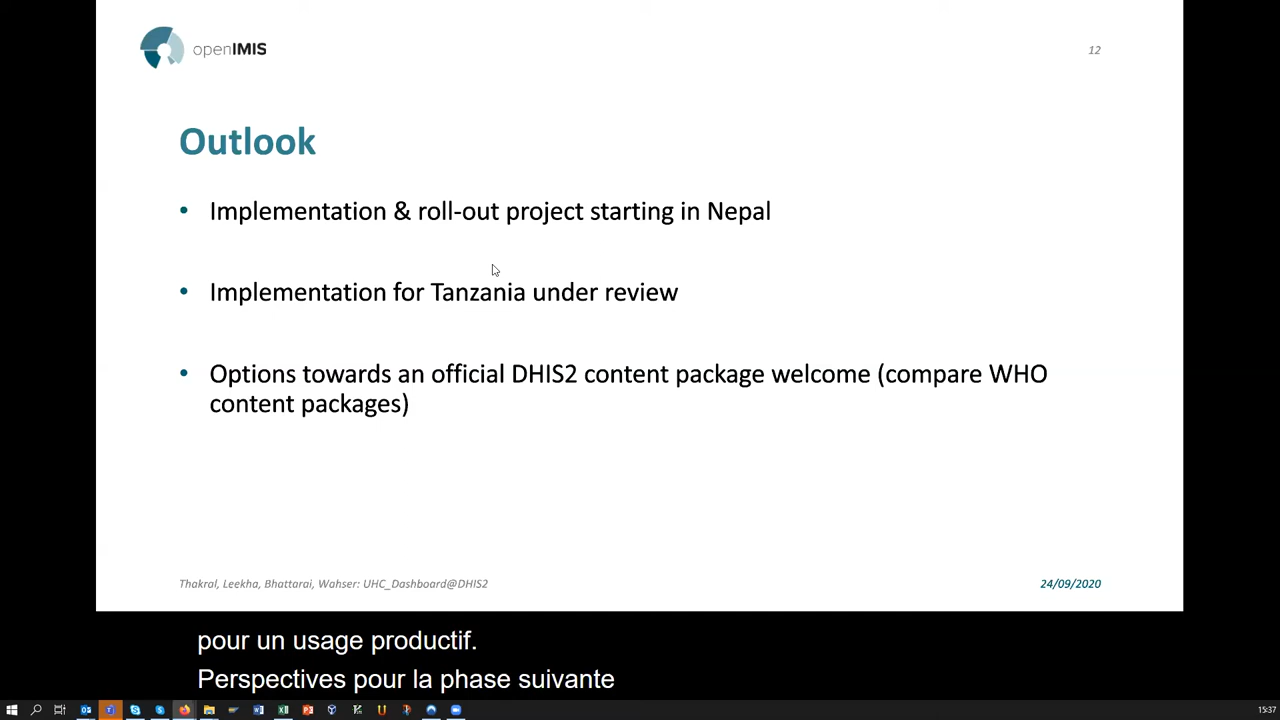 openIMIS
12
Outlook
• Implementation & roll-out project starting in Nepal
• Implementation for Tanzania under review
• Options towards an official DHIS2 content package welcome (compare WHO
content packages)
Thakral, Leekha, Bhattarai, Wahser: UHC_Dashboard@DHIS2
24/09/2020
pour un usage productif.
Perspectives pour la phase suivante
15:37